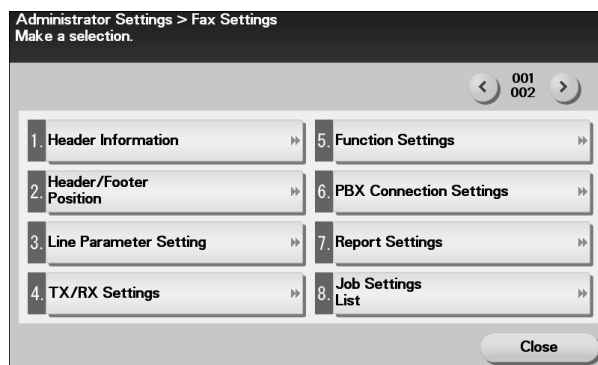 Administrator Settings > Fax Settings
Make a selection.
001
002
1. Header Information
2. Header/Footer
Position
3. Line Parameter Setting
4. TX/RX Settings
5. Function Settings
6. PBX Connection Settings
7. Report Settings
8. Job Settings
List
Close